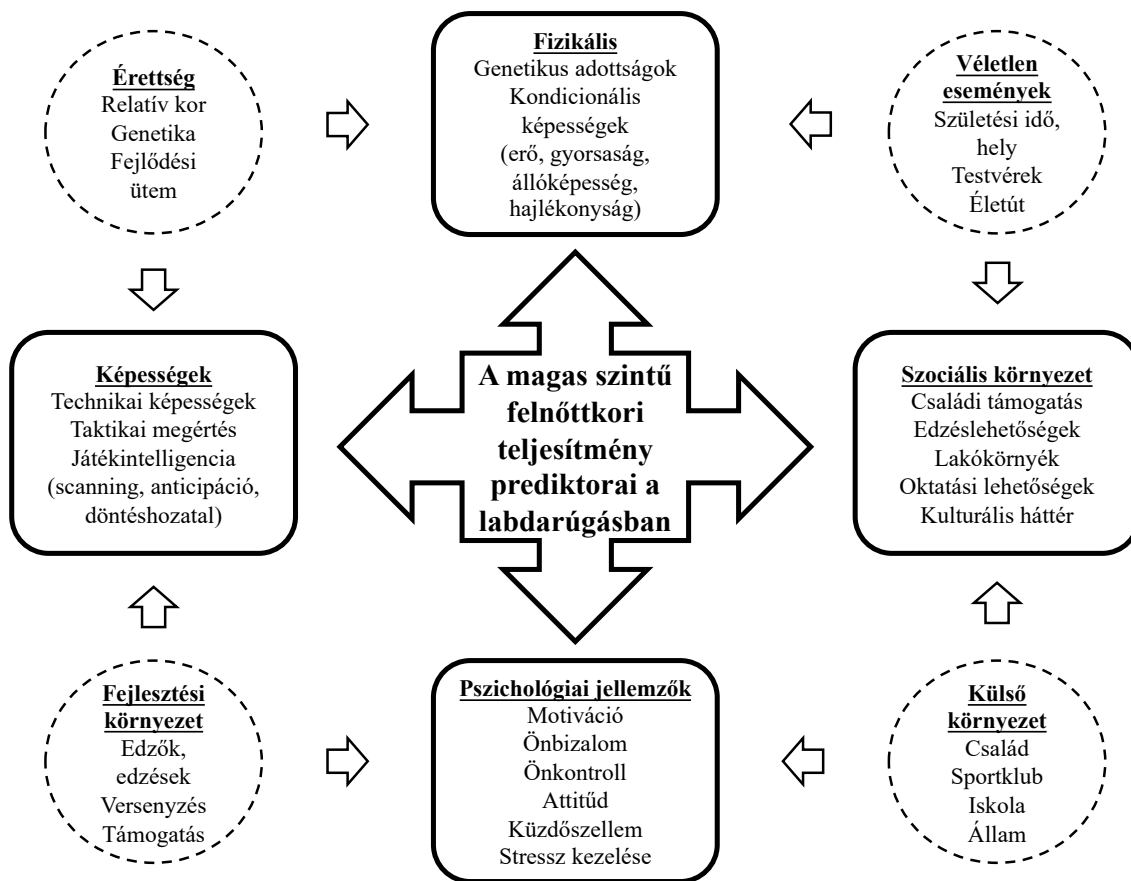 Érettség
Relatív kor
Genetika
Fejlődési
ütem
Fizikális
Genetikus adottságok
Kondicionális
képességek
(erő, gyorsaság,
állóképesség,
hajlékonyság)
Véletlen
események
Születési idő,
hely
Testvérek
Életút
Képességek
Technikai képességek
Taktikai megértés
Játékintelligencia
(scanning, anticipáció,
döntéshozatal)
A magas szintű
felnőttkori
teljesítmény
prediktorai a
labdarúgásban
Szociális környezet
Családi támogatás
Edzéslehetőségek
Lakókörnyék
Oktatási lehetőségek
Kulturális háttér
Fejlesztési
környezet
Edzők,
edzések
Versenyzés
Támogatás
Pszichológiai jellemzők
Motiváció
Önbizalom
Önkontroll
Attitűd
Küzdőszellem
Stressz kezelése
Külső
környezet
Család
Sportklub
Iskola
Állam